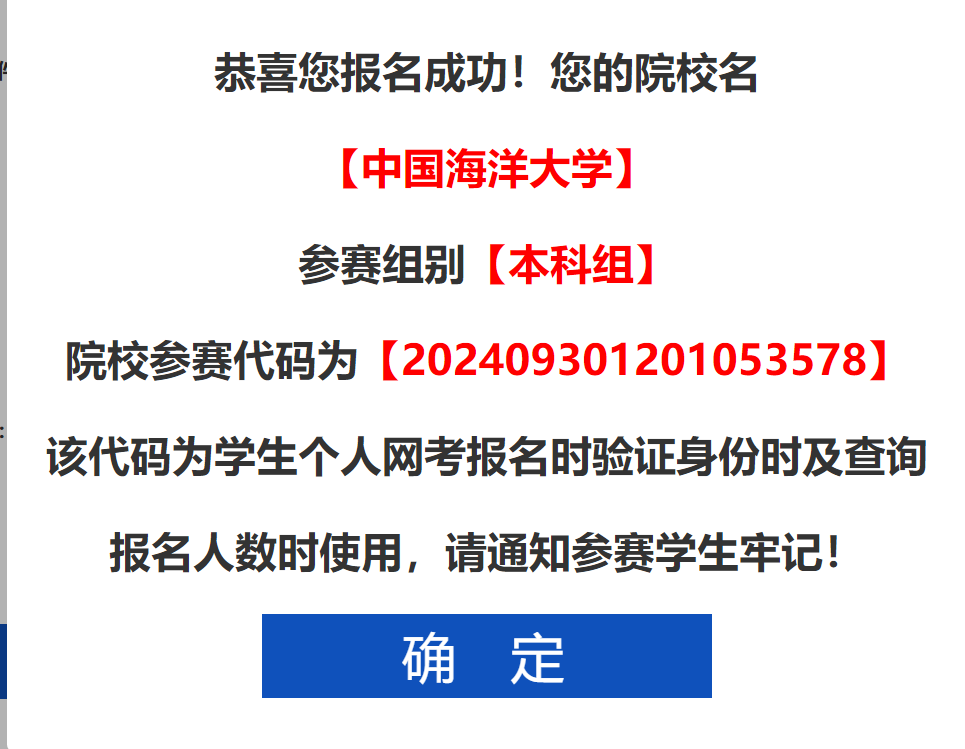 恭喜您报名成功！您的院校名
【中国海洋大学】
参赛组别【本科组】
院校参赛代码为【202409301201053578】
该代码为学生个人网考报名时验证身份时及查询
报名人数时使用，请通知参赛学生牢记！
确 定